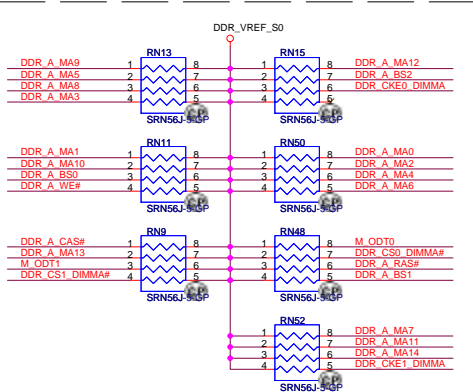 DDR_VREF_S0
RN13
DDR_A_MA9 1 8
DDR_A_MA5 2 7
DDR_A_MA8 3 6
DDR_A_MA3 4 5
SRN56J-5-GP
RN15
1 8 DDR_A_MA12
2 7 DDR_A_BS2
3 6 DDR_CKE0_DIMMA
4 5
SRN56J-5-GP
RN11
DDR_A_MA1 1 8
DDR_A_MA10 2 7
DDR_A_BS0 3 6
DDR_A_WE# 4 5
SRN56J-5-GP
RN50
1 8 DDR_A_MA0
2 7 DDR_A_MA2
3 6 DDR_A_MA4
4 5 DDR_A_MA6
SRN56J-5-GP
RN9
DDR_A_CAS# 1 8
DDR_A_MA13 2 7
M_ODT1 3 6
DDR_CS1_DIMMA# 4 5
SRN56J-5-GP
RN48
1 8 M_ODT0
2 7 DDR_CS0_DIMMA#
3 6 DDR_A_RAS#
4 5 DDR_A_BS1
SRN56J-5-GP
RN52
1 8 DDR_A_MA7
2 7 DDR_A_MA11
3 6 DDR_A_MA14
4 5 DDR_CKE1_DIMMA
SRN56J-5-GP